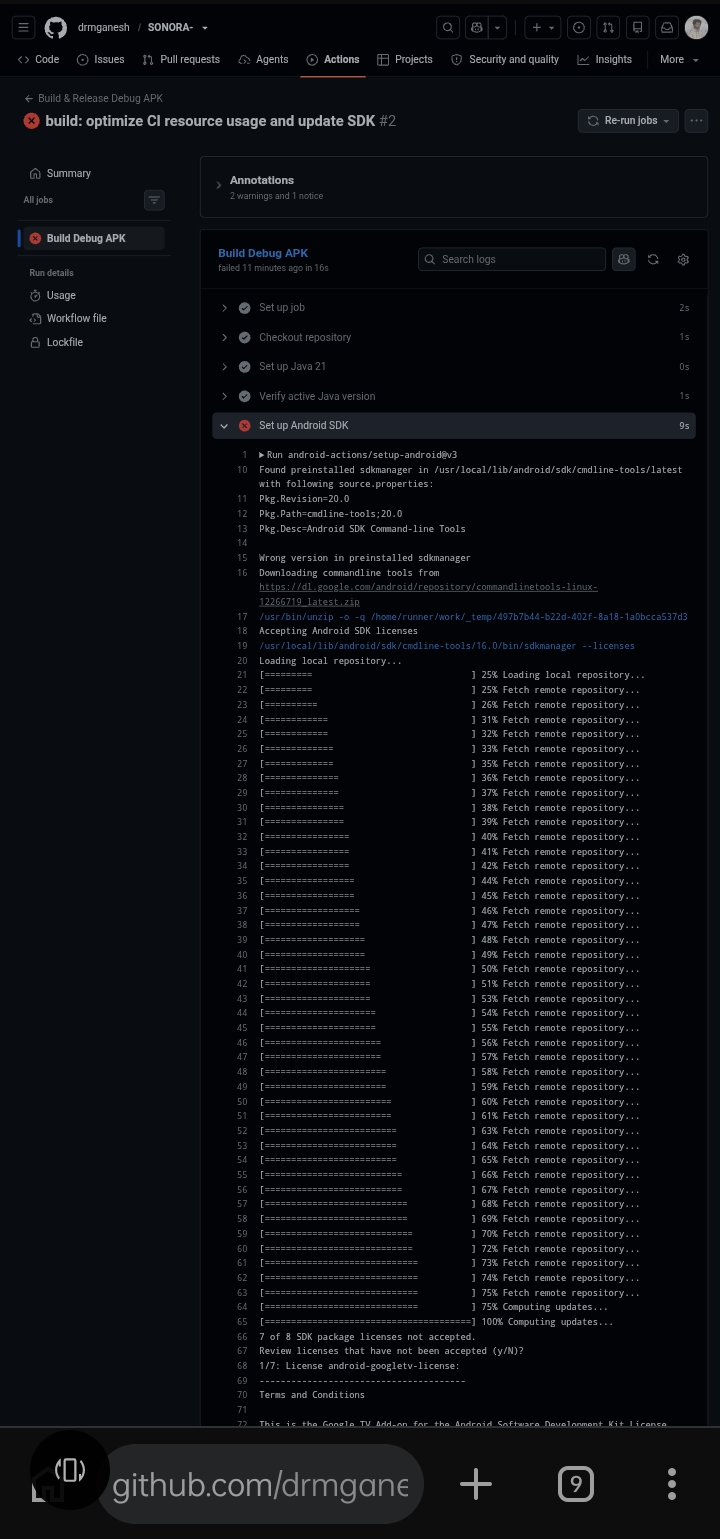 drmganesh / SONORA-
Code Issues Pull requests Agents Actions Projects Security and quality Insights More
Build & Release Debug APK
build: optimize CI resource usage and update SDK #2
Re-run jobs
Summary
All jobs
Build Debug APK
Run details
Usage
Workflow file
Lockfile
Annotations
2 warnings and 1 notice
Build Debug APK
failed 11 minutes ago in 16s
Search logs
Set up job 2s
Checkout repository 1s
Set up Java 21 0s
Verify active Java version 1s
Set up Android SDK 9s
1 Run android-actions/setup-android@v3
10 Found preinstalled sdkmanager in /usr/local/lib/android/sdk/cmdline-tools/latest
with following source.properties:
11 Pkg.Revision=20.0
12 Pkg.Path=cmdline-tools;20.0
13 Pkg.Desc=Android SDK Command-line Tools
14
15 Wrong version in preinstalled sdkmanager
16 Downloading commandline tools from
https://dl.google.com/android/repository/commandlinetools-linux-
12266719_latest.zip
17 /usr/bin/unzip -o -q /home/runner/work/_temp/497b7b44-b22d-402f-8a18-1a0bcca537d3
18 Accepting Android SDK licenses
19 /usr/local/lib/android/sdk/cmdline-tools/16.0/bin/sdkmanager --licenses
20 Loading local repository...
21 [========= ] 25% Loading local repository...
22 [========= ] 25% Fetch remote repository...
23 [========== ] 26% Fetch remote repository...
24 [============ ] 31% Fetch remote repository...
25 [============ ] 32% Fetch remote repository...
26 [============= ] 33% Fetch remote repository...
27 [============= ] 35% Fetch remote repository...
28 [============== ] 36% Fetch remote repository...
29 [============== ] 37% Fetch remote repository...
30 [=============== ] 38% Fetch remote repository...
31 [=============== ] 39% Fetch remote repository...
32 [================ ] 40% Fetch remote repository...
33 [================ ] 41% Fetch remote repository...
34 [================ ] 42% Fetch remote repository...
35 [================= ] 44% Fetch remote repository...
36 [================= ] 45% Fetch remote repository...
37 [================== ] 46% Fetch remote repository...
38 [================== ] 47% Fetch remote repository...
39 [=================== ] 48% Fetch remote repository...
40 [=================== ] 49% Fetch remote repository...
41 [==================== ] 50% Fetch remote repository...
42 [==================== ] 51% Fetch remote repository...
43 [==================== ] 53% Fetch remote repository...
44 [===================== ] 54% Fetch remote repository...
45 [===================== ] 55% Fetch remote repository...
46 [====================== ] 56% Fetch remote repository...
47 [====================== ] 57% Fetch remote repository...
48 [======================= ] 58% Fetch remote repository...
49 [======================= ] 59% Fetch remote repository...
50 [======================== ] 60% Fetch remote repository...
51 [======================== ] 61% Fetch remote repository...
52 [========================= ] 63% Fetch remote repository...
53 [========================= ] 64% Fetch remote repository...
54 [========================= ] 65% Fetch remote repository...
55 [========================== ] 66% Fetch remote repository...
56 [========================== ] 67% Fetch remote repository...
57 [=========================== ] 68% Fetch remote repository...
58 [=========================== ] 69% Fetch remote repository...
59 [============================ ] 70% Fetch remote repository...
60 [============================ ] 72% Fetch remote repository...
61 [============================= ] 73% Fetch remote repository...
62 [============================= ] 74% Fetch remote repository...
63 [============================= ] 75% Fetch remote repository...
64 [============================= ] 75% Computing updates...
65 [=======================================] 100% Computing updates...
66 7 of 8 SDK package licenses not accepted.
67 Review licenses that have not been accepted (y/N)?
68 1/7: License android-googletv-license:
69 ---------------------------------------
70 Terms and Conditions
71
72 This is the Google TV Add-on for the Android Software Development Kit License
github.com/drmgane
9